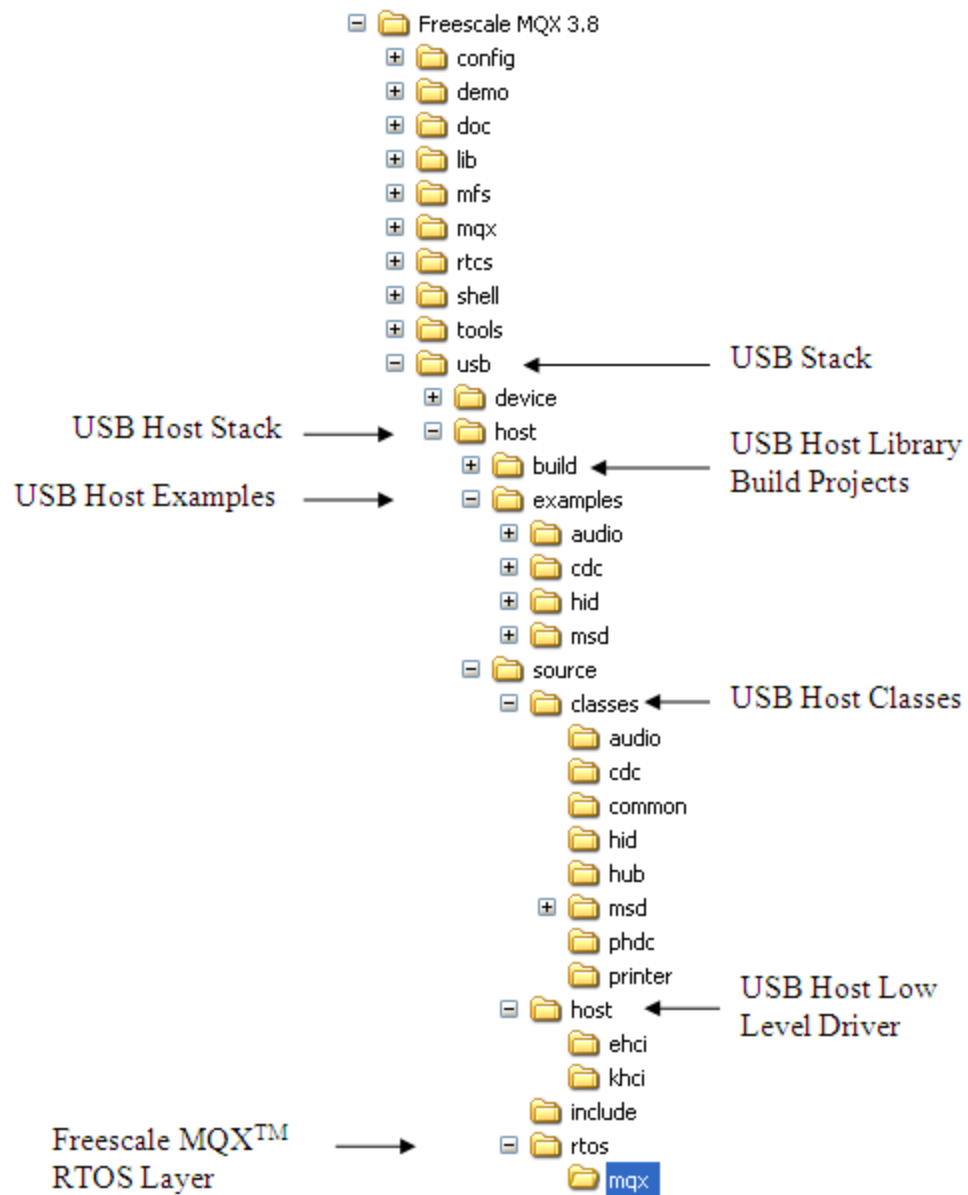 Freescale MQX 3.8
config
demo
doc
lib
mfs
mqx
rtcs
shell
tools
usb
USB Stack
device
USB Host Stack
host
build
USB Host Library
Build Projects
USB Host Examples
examples
audio
cdc
hid
msd
source
classes
USB Host Classes
audio
cdc
common
hid
hub
msd
phdc
printer
host
USB Host Low
Level Driver
ehci
khci
include
Freescale MQX™
RTOS Layer
rtos
mqx